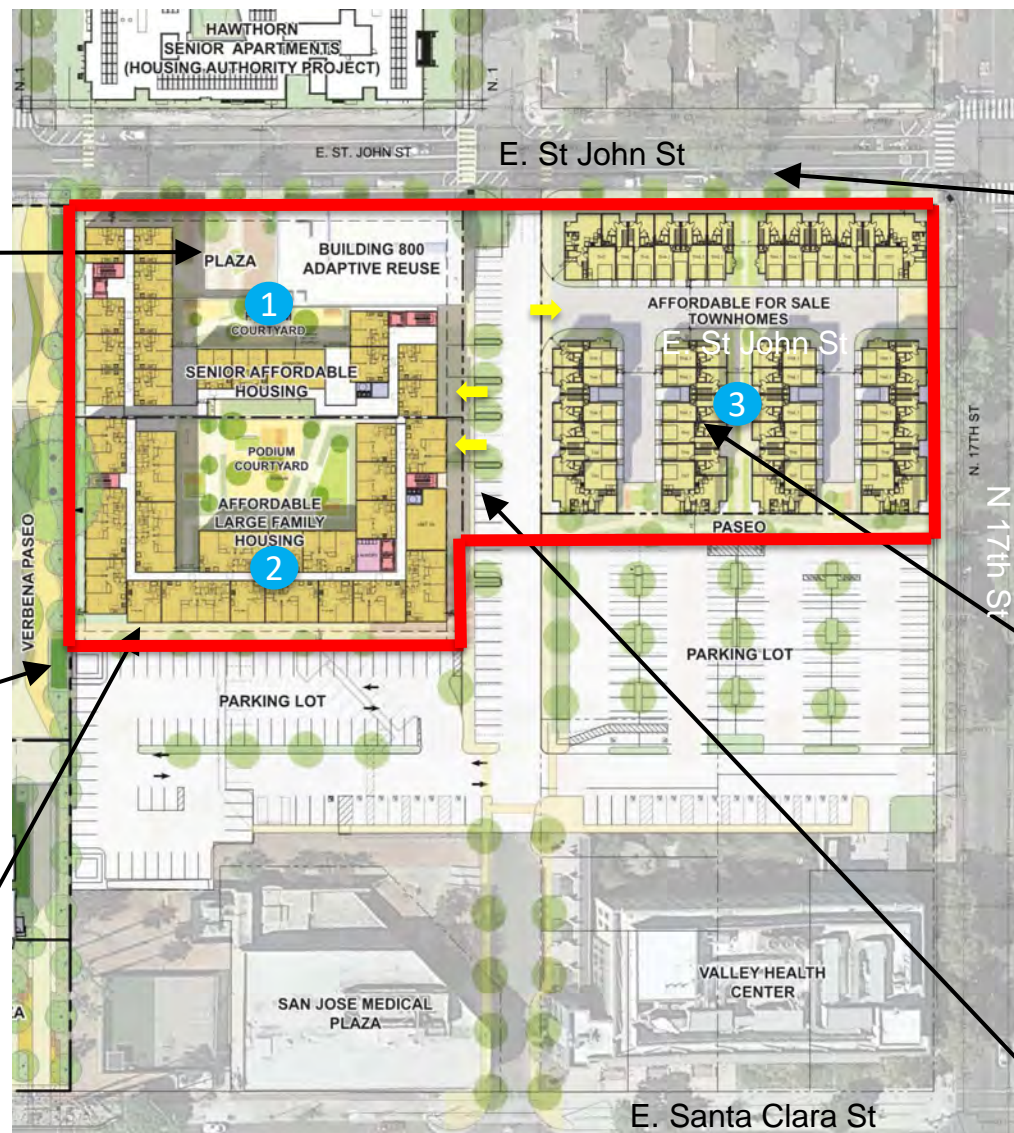 HAWTHORN
SENIOR APARTMENTS
(HOUSING AUTHORITY PROJECT)
N. 1
N. 1
E. ST. JOHN ST
E. St John St
PLAZA
BUILDING 800
ADAPTIVE REUSE
1
COURTYARD
SENIOR AFFORDABLE
HOUSING
AFFORDABLE FOR SALE
TOWNHOMES
E. St John St
3
PODIUM
COURTYARD
AFFORDABLE
LARGE FAMILY
HOUSING
2
PASEO
N. 17TH ST
N 17th St
VERBENA PASEO
PARKING LOT
PARKING LOT
SAN JOSE MEDICAL
PLAZA
VALLEY HEALTH
CENTER
ZA
E. Santa Clara St